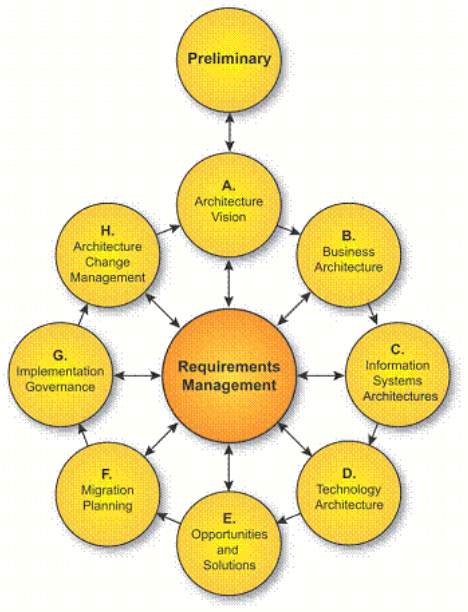 Preliminary
A.
Architecture
Vision
B.
Business
Architecture
C.
Information
Systems
Architectures
D.
Technology
Architecture
E.
Opportunities
and
Solutions
F.
Migration
Planning
G.
Implementation
Governance
H.
Architecture
Change
Management
Requirements
Management